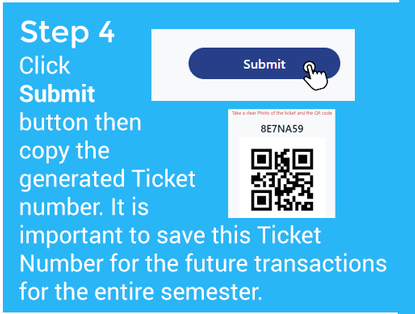 Step 4
Click
Submit
button then
copy the
generated Ticket
number. It is
important to save this Ticket
Number for the future transactions
for the entire semester.
Submit
Take a clear Photo of the ticket and the QR code
8E7NA59